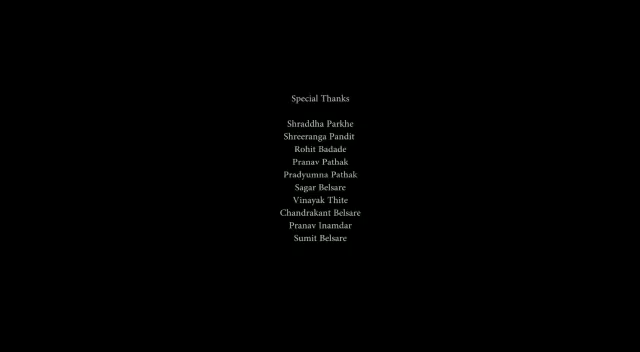 Special Thanks
Shraddha Parkhe
Shreeranga Pandit
Rohit Badade
Pranav Pathak
Pradyumna Pathak
Sagar Belsare
Vinayak Thite
Chandrakant Belsare
Pranav Inamdar
Sumit Belsare